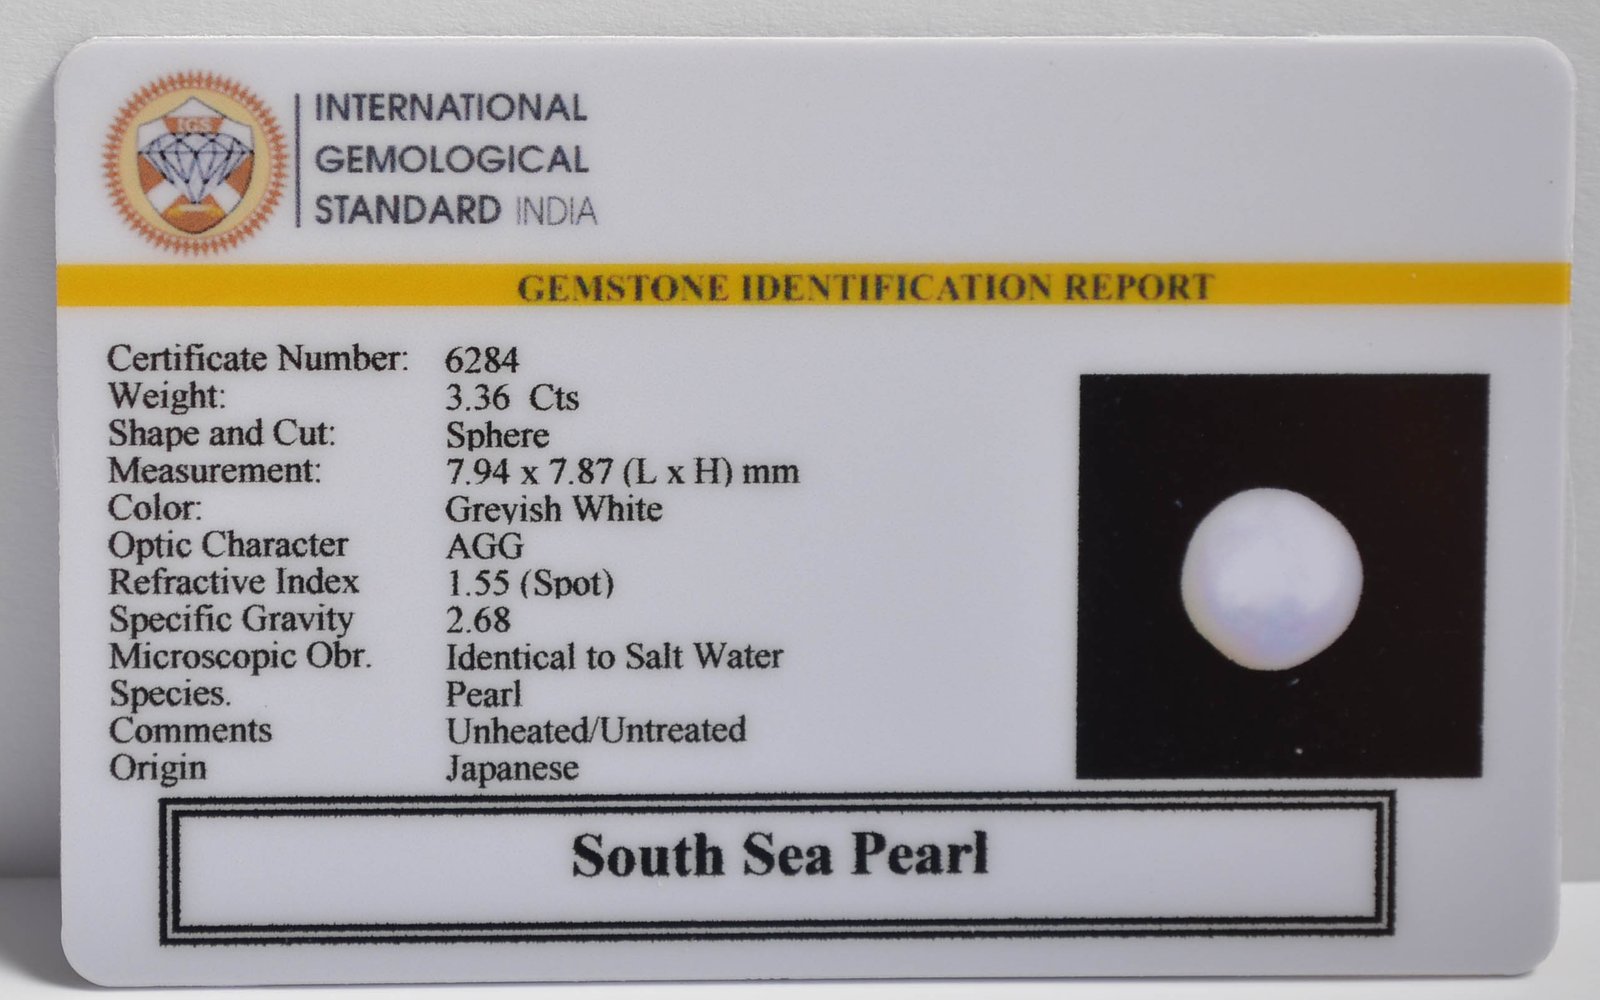 IGS
INTERNATIONAL
GEMOLOGICAL
STANDARD INDIA
GEMSTONE IDENTIFICATION REPORT
Certificate Number: 6284
Weight: 3.36 Cts
Shape and Cut: Sphere
Measurement: 7.94 x 7.87 (L x H) mm
Color: Greyish White
Optic Character AGG
Refractive Index 1.55 (Spot)
Specific Gravity 2.68
Microscopic Obr. Identical to Salt Water
Species. Pearl
Comments Unheated/Untreated
Origin Japanese
South Sea Pearl